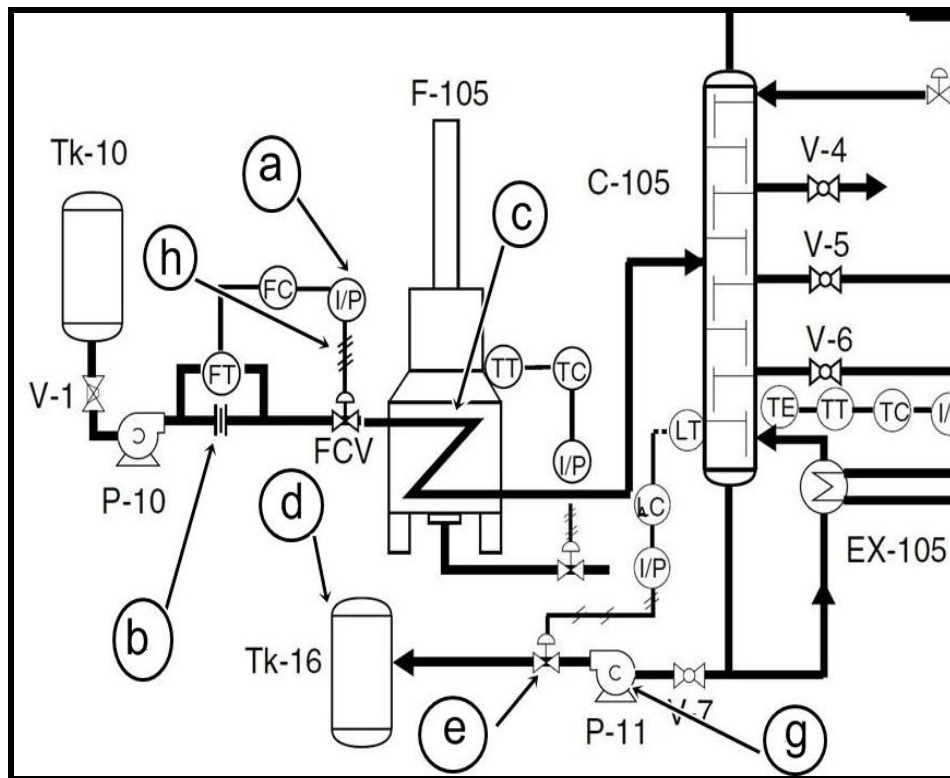 F-105
Tk-10
a
C-105
V-4
c
h
FC
I/P
V-5
FT
TT
TC
V-6
V-1
TE
TT
TC
I/
FCV
LT
C
I/P
P-10
d
LC
EX-105
b
I/P
Tk-16
C
e
P-11
V-7
g